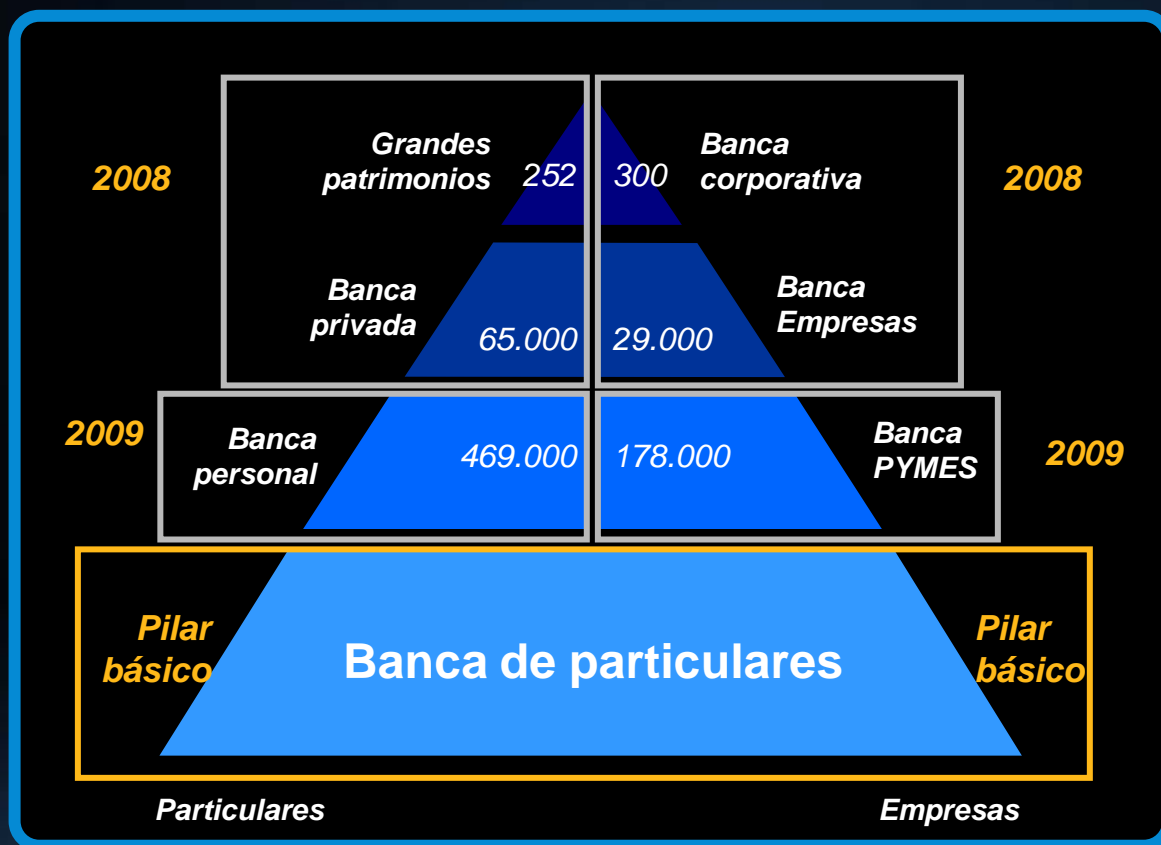 Grandes
patrimonios
252
300
Banca
corporativa
2008
2008
Banca
privada
65.000
29.000
Banca
Empresas
2009
Banca
personal
469.000
178.000
Banca
PYMES
2009
Pilar
básico
Banca de particulares
Pilar
básico
Particulares
Empresas